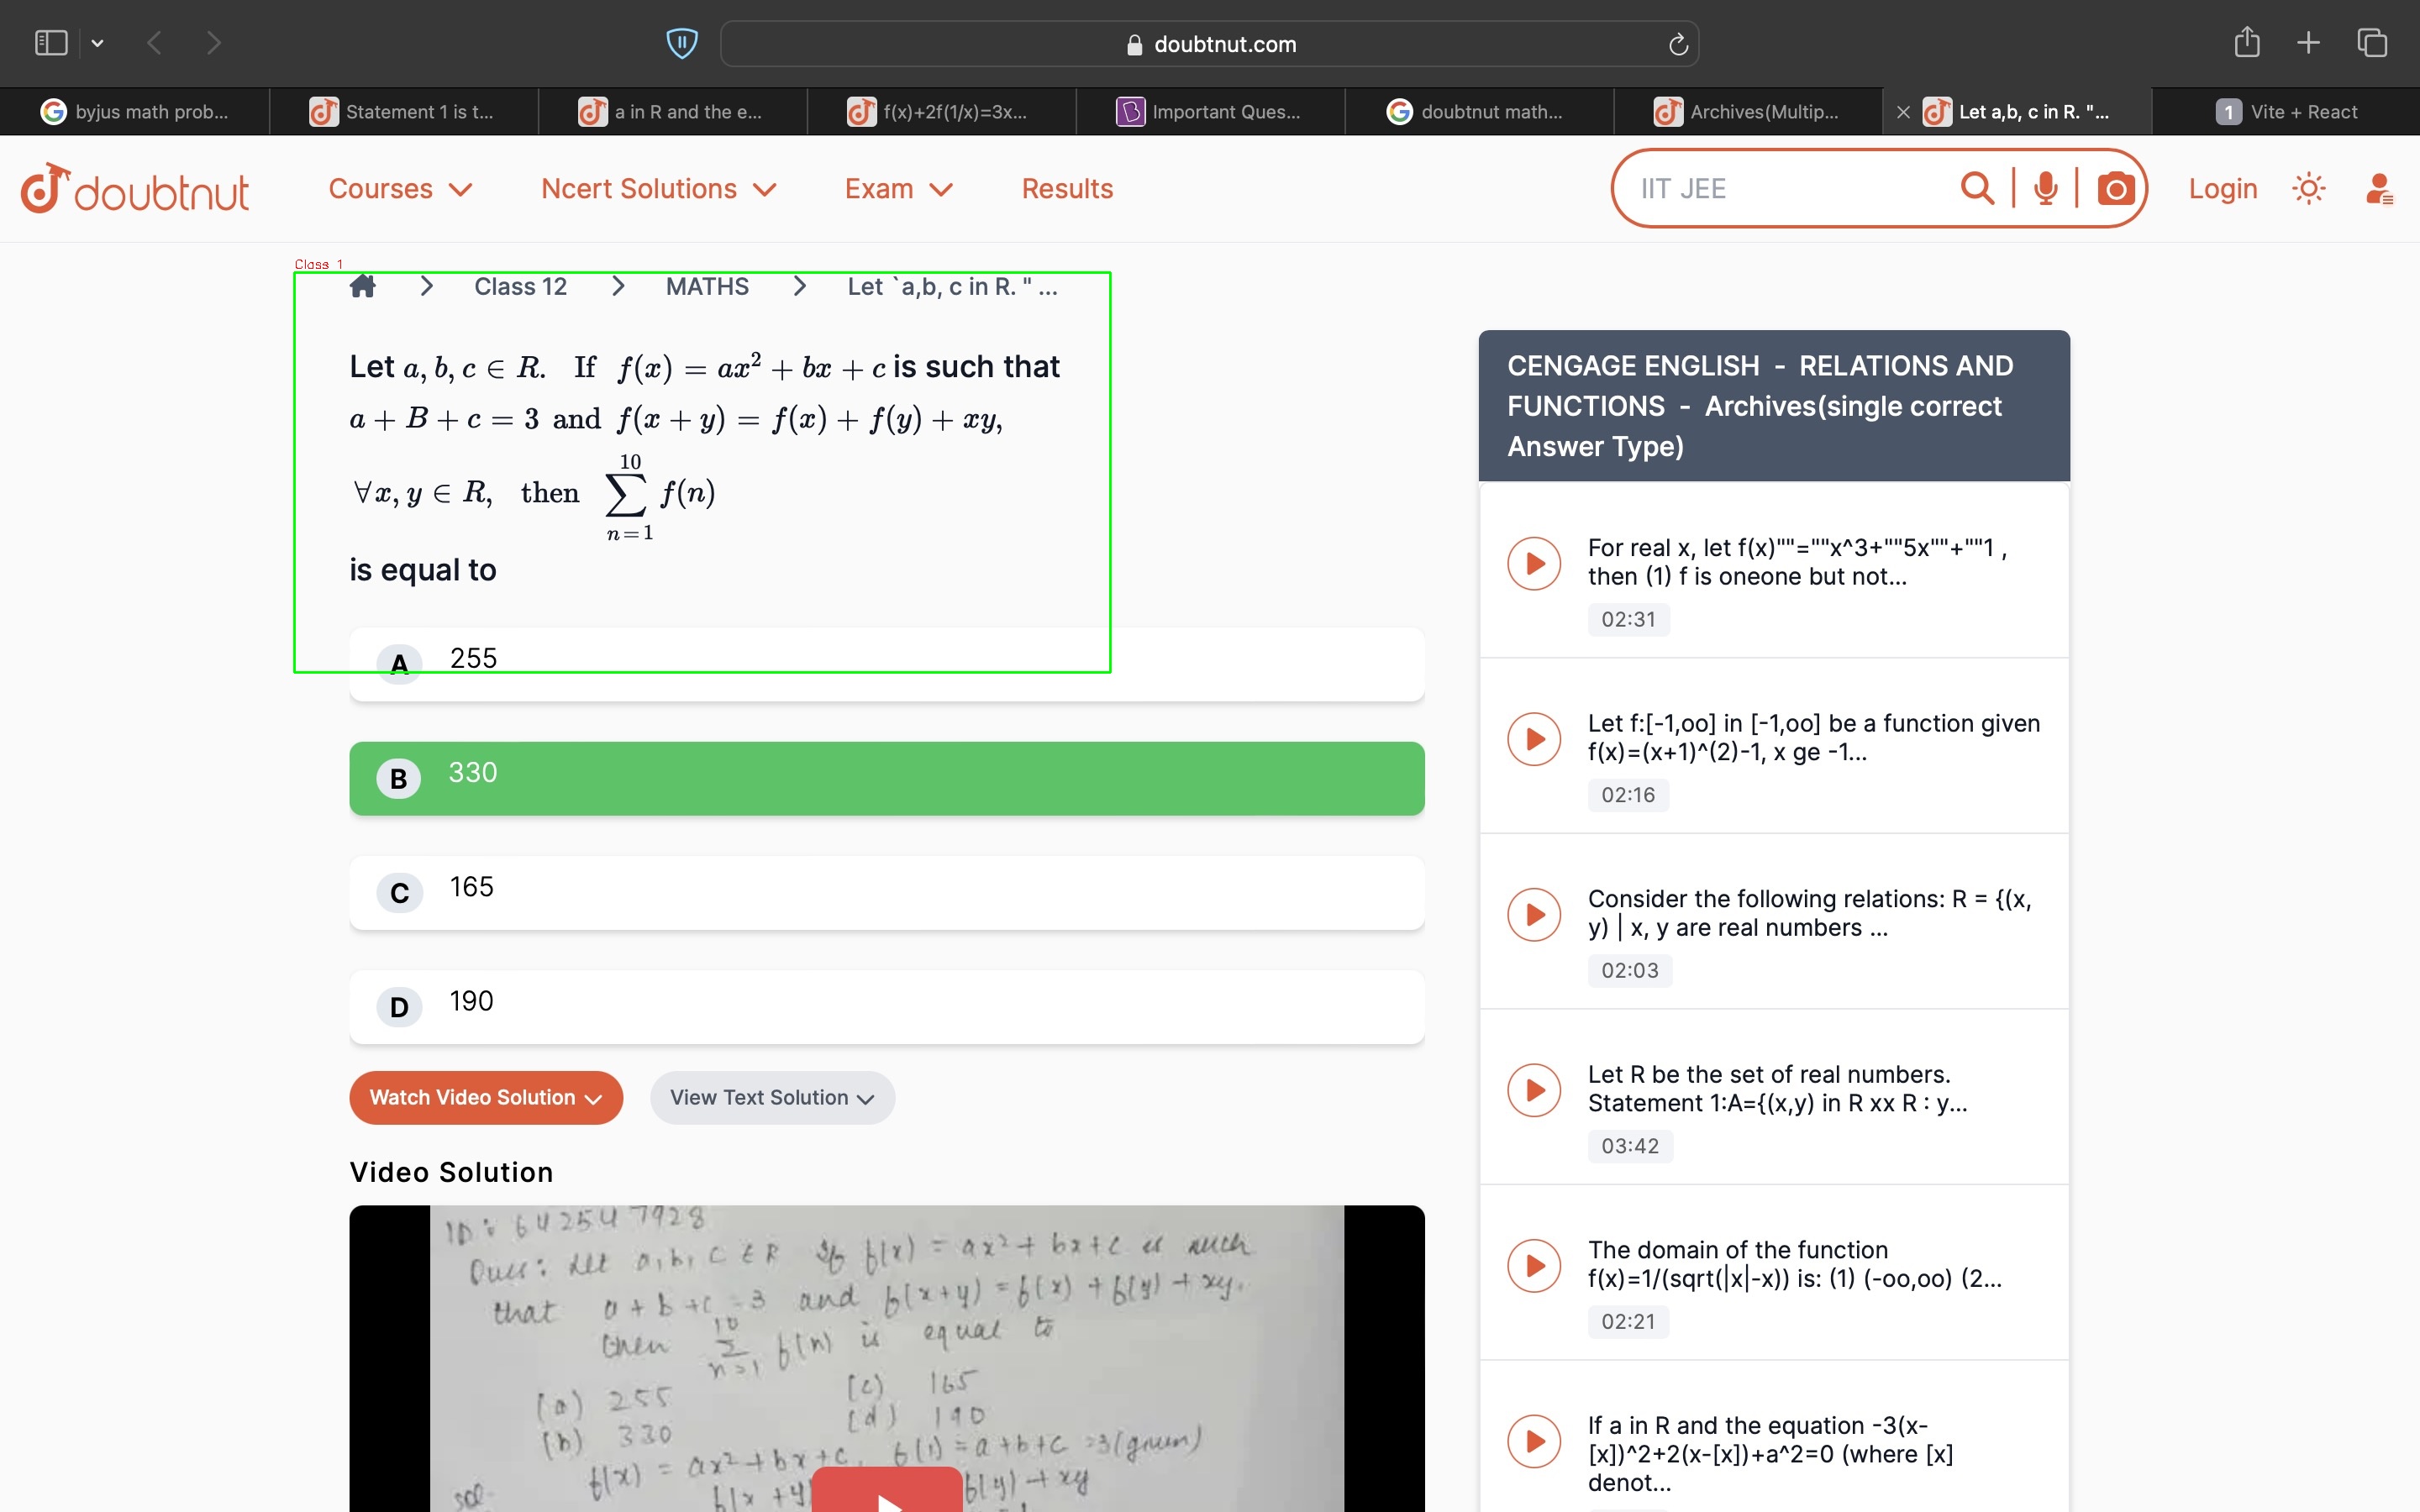 doubtnut.com
byjus math prob...
Statement 1 is t...
a in R and the e...
f(x)+2f(1/x)=3x...
Important Ques...
doubtnut math...
Archives(Multip...
Let a,b, c in R. "...
1 Vite + React
doubtnut
Courses
Ncert Solutions
Exam
Results
IIT JEE
Login
Class 1
Class 12
MATHS
Let `a,b, c in R. " ...
Let a, b, c ∈ R. If f(x) = ax² + bx + c is such that
a + B + c = 3 and f(x + y) = f(x) + f(y) + xy,
∀x, y ∈ R, then ∑_{n=1}^{10} f(n)
is equal to
A 255
B 330
C 165
D 190
Watch Video Solution
View Text Solution
Video Solution
ID: 642547928
Ques: Let a, b, c ∈ R If f(x) = ax² + bx + c is such
that a + b + c = 3 and f(x+y) = f(x) + f(y) + xy.
then ∑_{n=1}^{10} f(n) is equal to
(a) 255 (c) 165
(b) 330 (d) 190
sol- f(x) = ax² + bx + c, f(1) = a + b + c = 3 (given)
f(x + y) f(y) + xy
CENGAGE ENGLISH - RELATIONS AND
FUNCTIONS - Archives(single correct
Answer Type)
For real x, let f(x)""=""x^3+""5x""+""1 ,
then (1) f is oneone but not...
02:31
Let f:[-1,oo] in [-1,oo] be a function given
f(x)=(x+1)^(2)-1, x ge -1...
02:16
Consider the following relations: R = {(x,
y) | x, y are real numbers ...
02:03
Let R be the set of real numbers.
Statement 1:A={(x,y) in R xx R : y...
03:42
The domain of the function
f(x)=1/(sqrt(|x|-x)) is: (1) (-oo,oo) (2...
02:21
If a in R and the equation -3(x-
[x])^2+2(x-[x])+a^2=0 (where [x]
denot...